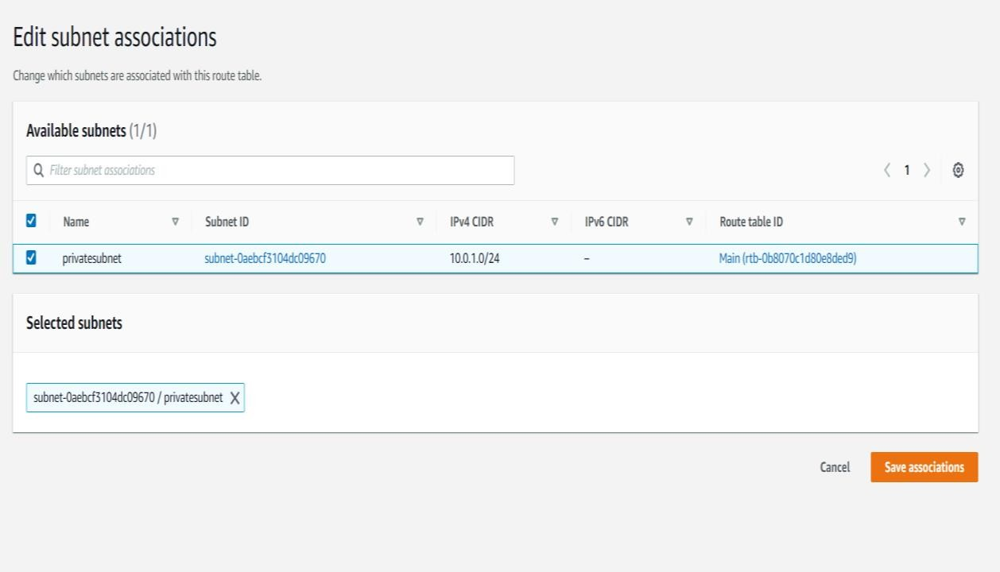 Edit subnet associations
Change which subnets are associated with this route table.
Available subnets (1/1)
Filter subnet associations
1
Name Subnet ID IPv4 CIDR IPv6 CIDR Route table ID
privatesubnet subnet-0aebcf3104dc09670 10.0.1.0/24 – Main (rtb-0b8070c1d80e8ded9)
Selected subnets
subnet-0aebcf3104dc09670 / privatesubnet X
Cancel Save associations